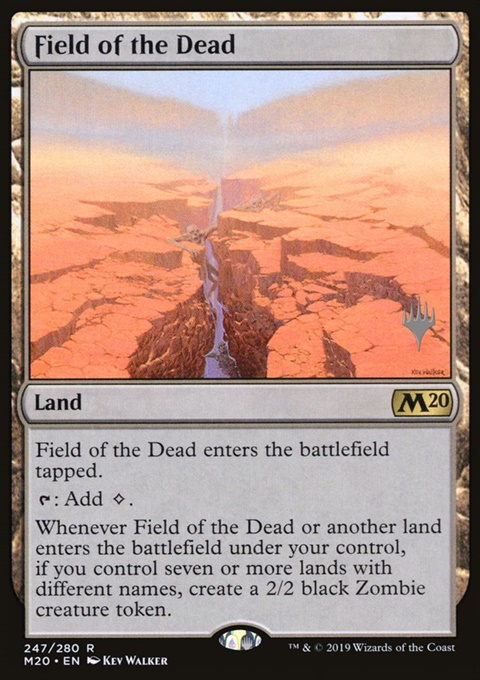 Field of the Dead
Kev Walker
Land
M20
Field of the Dead enters the battlefield
tapped.
: Add .
Whenever Field of the Dead or another land
enters the battlefield under your control,
if you control seven or more lands with
different names, create a 2/2 black Zombie
creature token.
247/280 R
M20 • EN Kev Walker
™ & © 2019 Wizards of the Coast